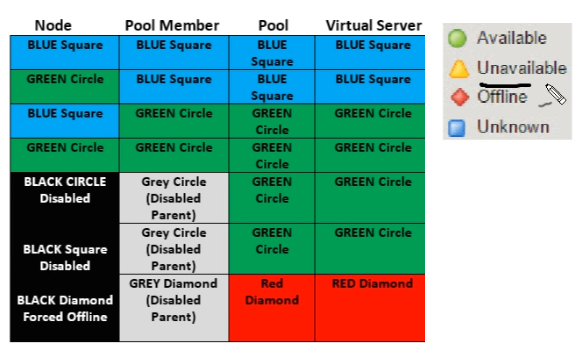 Node Pool Member Pool Virtual Server
BLUE Square BLUE Square BLUE Square BLUE Square
GREEN Circle BLUE Square BLUE Square BLUE Square
BLUE Square GREEN Circle GREEN Circle GREEN Circle
GREEN Circle GREEN Circle GREEN Circle GREEN Circle
BLACK CIRCLE Disabled Grey Circle (Disabled Parent) GREEN Circle GREEN Circle
BLACK Square Disabled Grey Circle (Disabled Parent) GREEN Circle GREEN Circle
BLACK Diamond Forced Offline GREY Diamond (Disabled Parent) Red Diamond RED Diamond
Available
Unavailable
Offline
Unknown